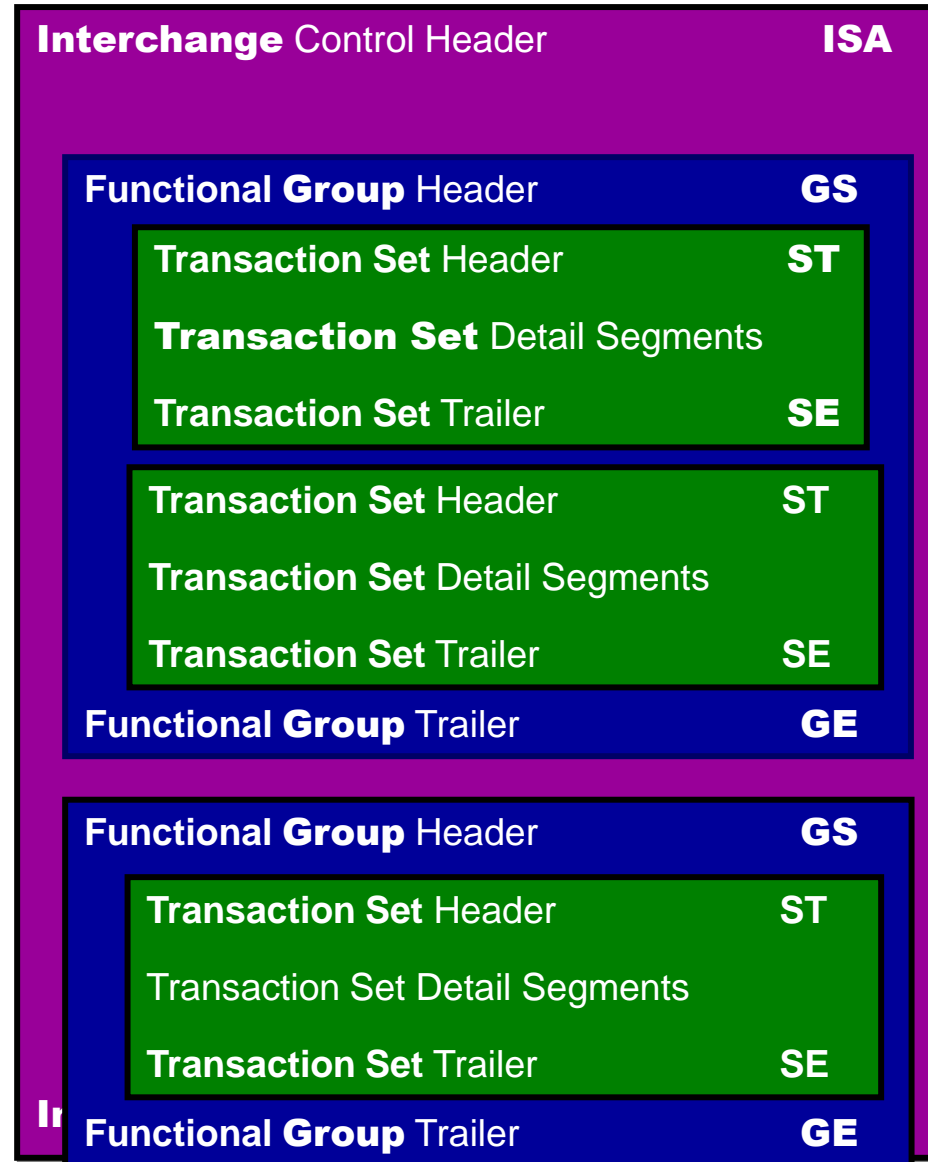 Interchange Control Header ISA
Functional Group Header GS
Transaction Set Header ST
Transaction Set Detail Segments
Transaction Set Trailer SE
Transaction Set Header ST
Transaction Set Detail Segments
Transaction Set Trailer SE
Functional Group Trailer GE
Functional Group Header GS
Transaction Set Header ST
Transaction Set Detail Segments
Transaction Set Trailer SE
Functional Group Trailer GE